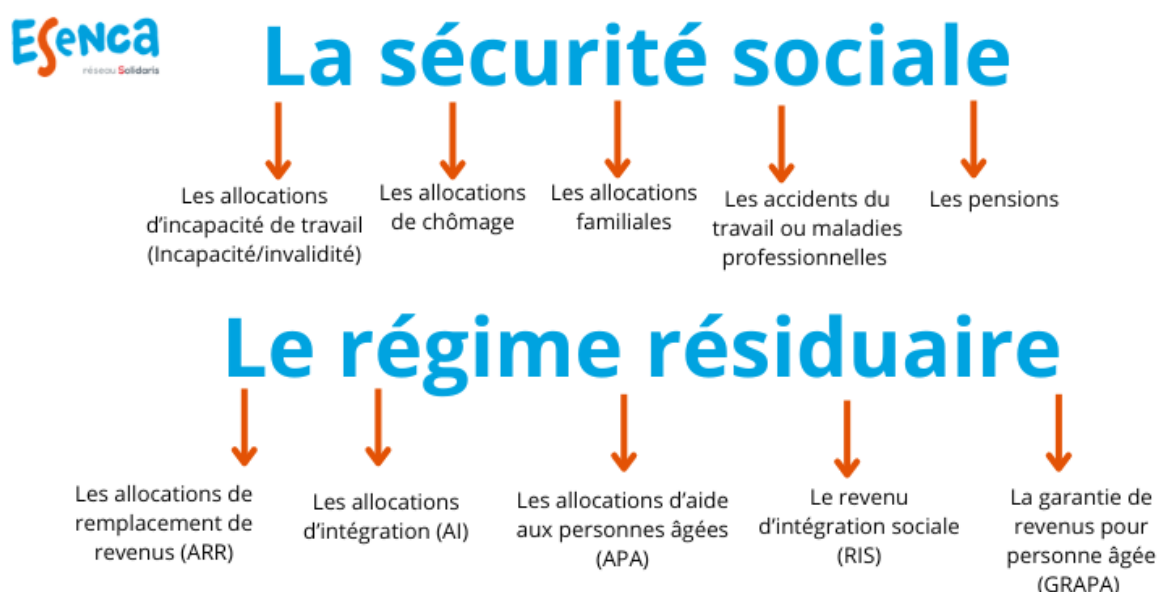 Esenca
réseau Solidaris
La sécurité sociale
Les allocations
d'incapacité de travail
(Incapacité/invalidité)
Les allocations
de chômage
Les allocations
familiales
Les accidents du
travail ou maladies
professionnelles
Les pensions
Le régime résiduaire
Les allocations de
remplacement de
revenus (ARR)
Les allocations
d'intégration (AI)
Les allocations d'aide
aux personnes âgées
(APA)
Le revenu
d'intégration sociale
(RIS)
La garantie de
revenus pour
personne âgée
(GRAPA)